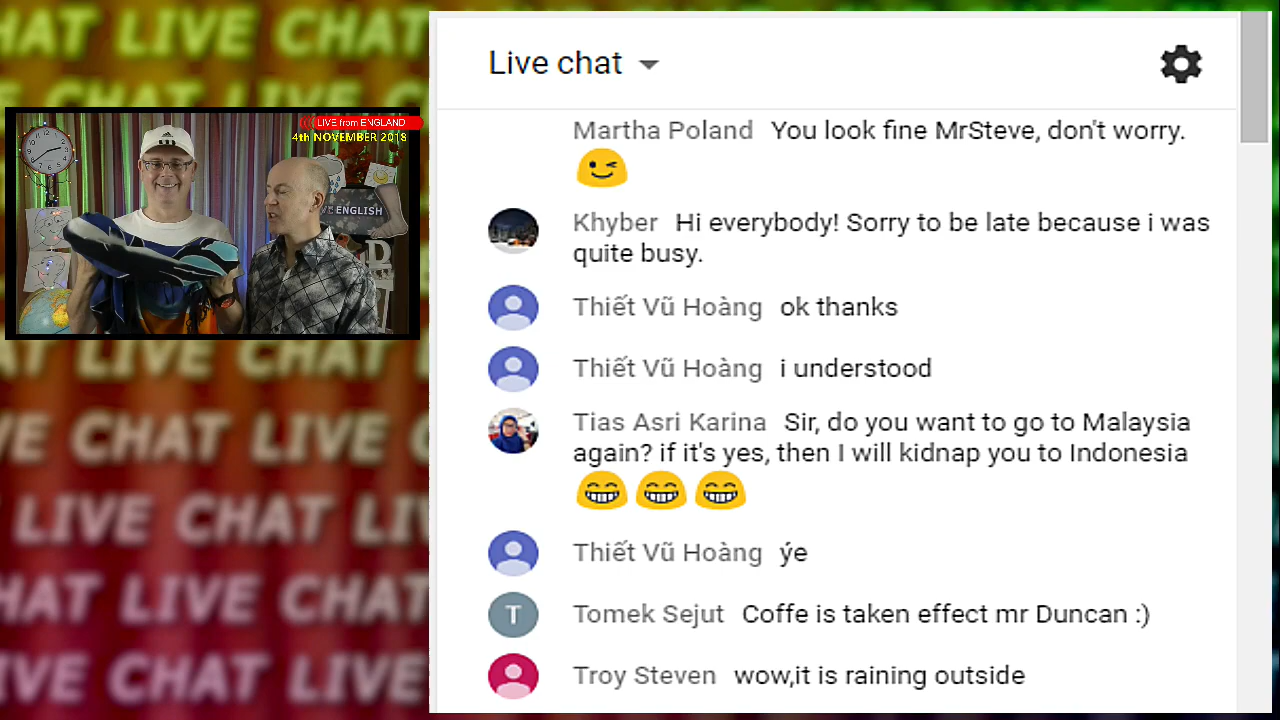 HAT LIVE CHAT
LIVE from ENGLAND
4th NOVEMBER 2018
VE ENGLISH
D
AT LIVE CHAT
VE CHAT LIVE
LIVE CHAT LIV
HAT LIVE CHAT
VE CHAT LIVE
Live chat
Martha Poland You look fine MrSteve, don't worry.
😉
Khyber Hi everybody! Sorry to be late because i was
quite busy.
Thiết Vũ Hoàng ok thanks
Thiết Vũ Hoàng i understood
Tias Asri Karina Sir, do you want to go to Malaysia
again? if it's yes, then I will kidnap you to Indonesia
😁😁😁
Thiết Vũ Hoàng ýe
T
Tomek Sejut Coffe is taken effect mr Duncan :)
Troy Steven wow,it is raining outside